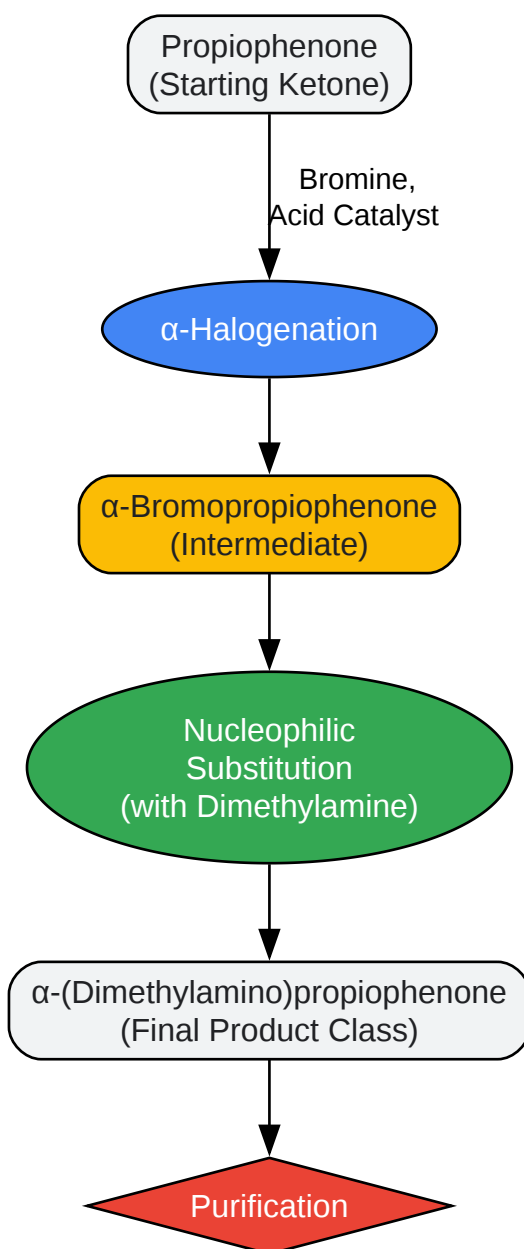 Propiophenone
(Starting Ketone)
Bromine,
Acid Catalyst
α-Halogenation
α-Bromopropiophenone
(Intermediate)
Nucleophilic
Substitution
(with Dimethylamine)
α-(Dimethylamino)propiophenone
(Final Product Class)
Purification